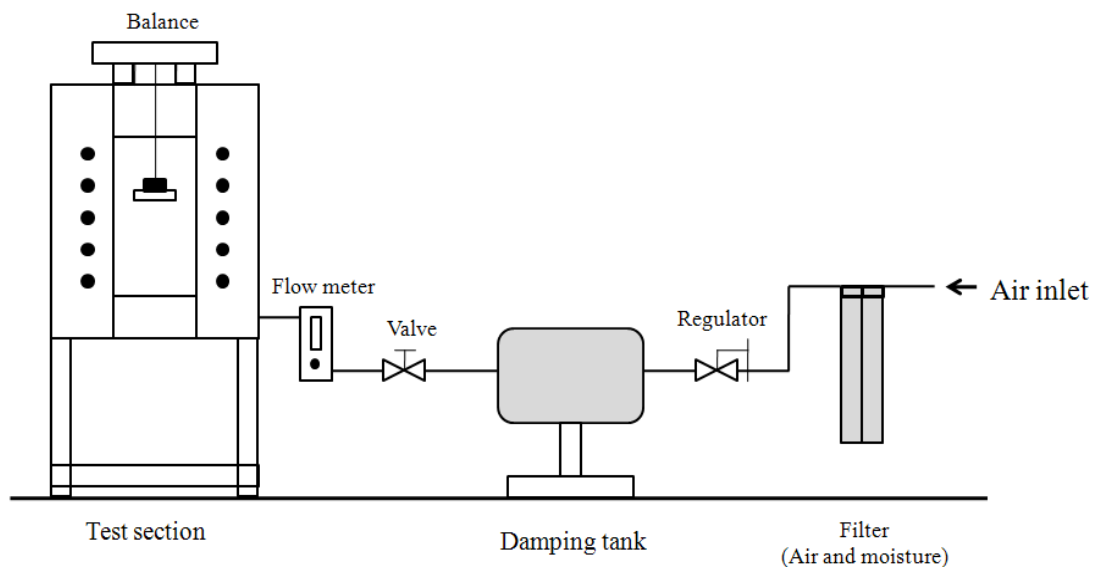 Balance
Flow meter
Valve
Regulator
Air inlet
Test section
Damping tank
Filter
(Air and moisture)